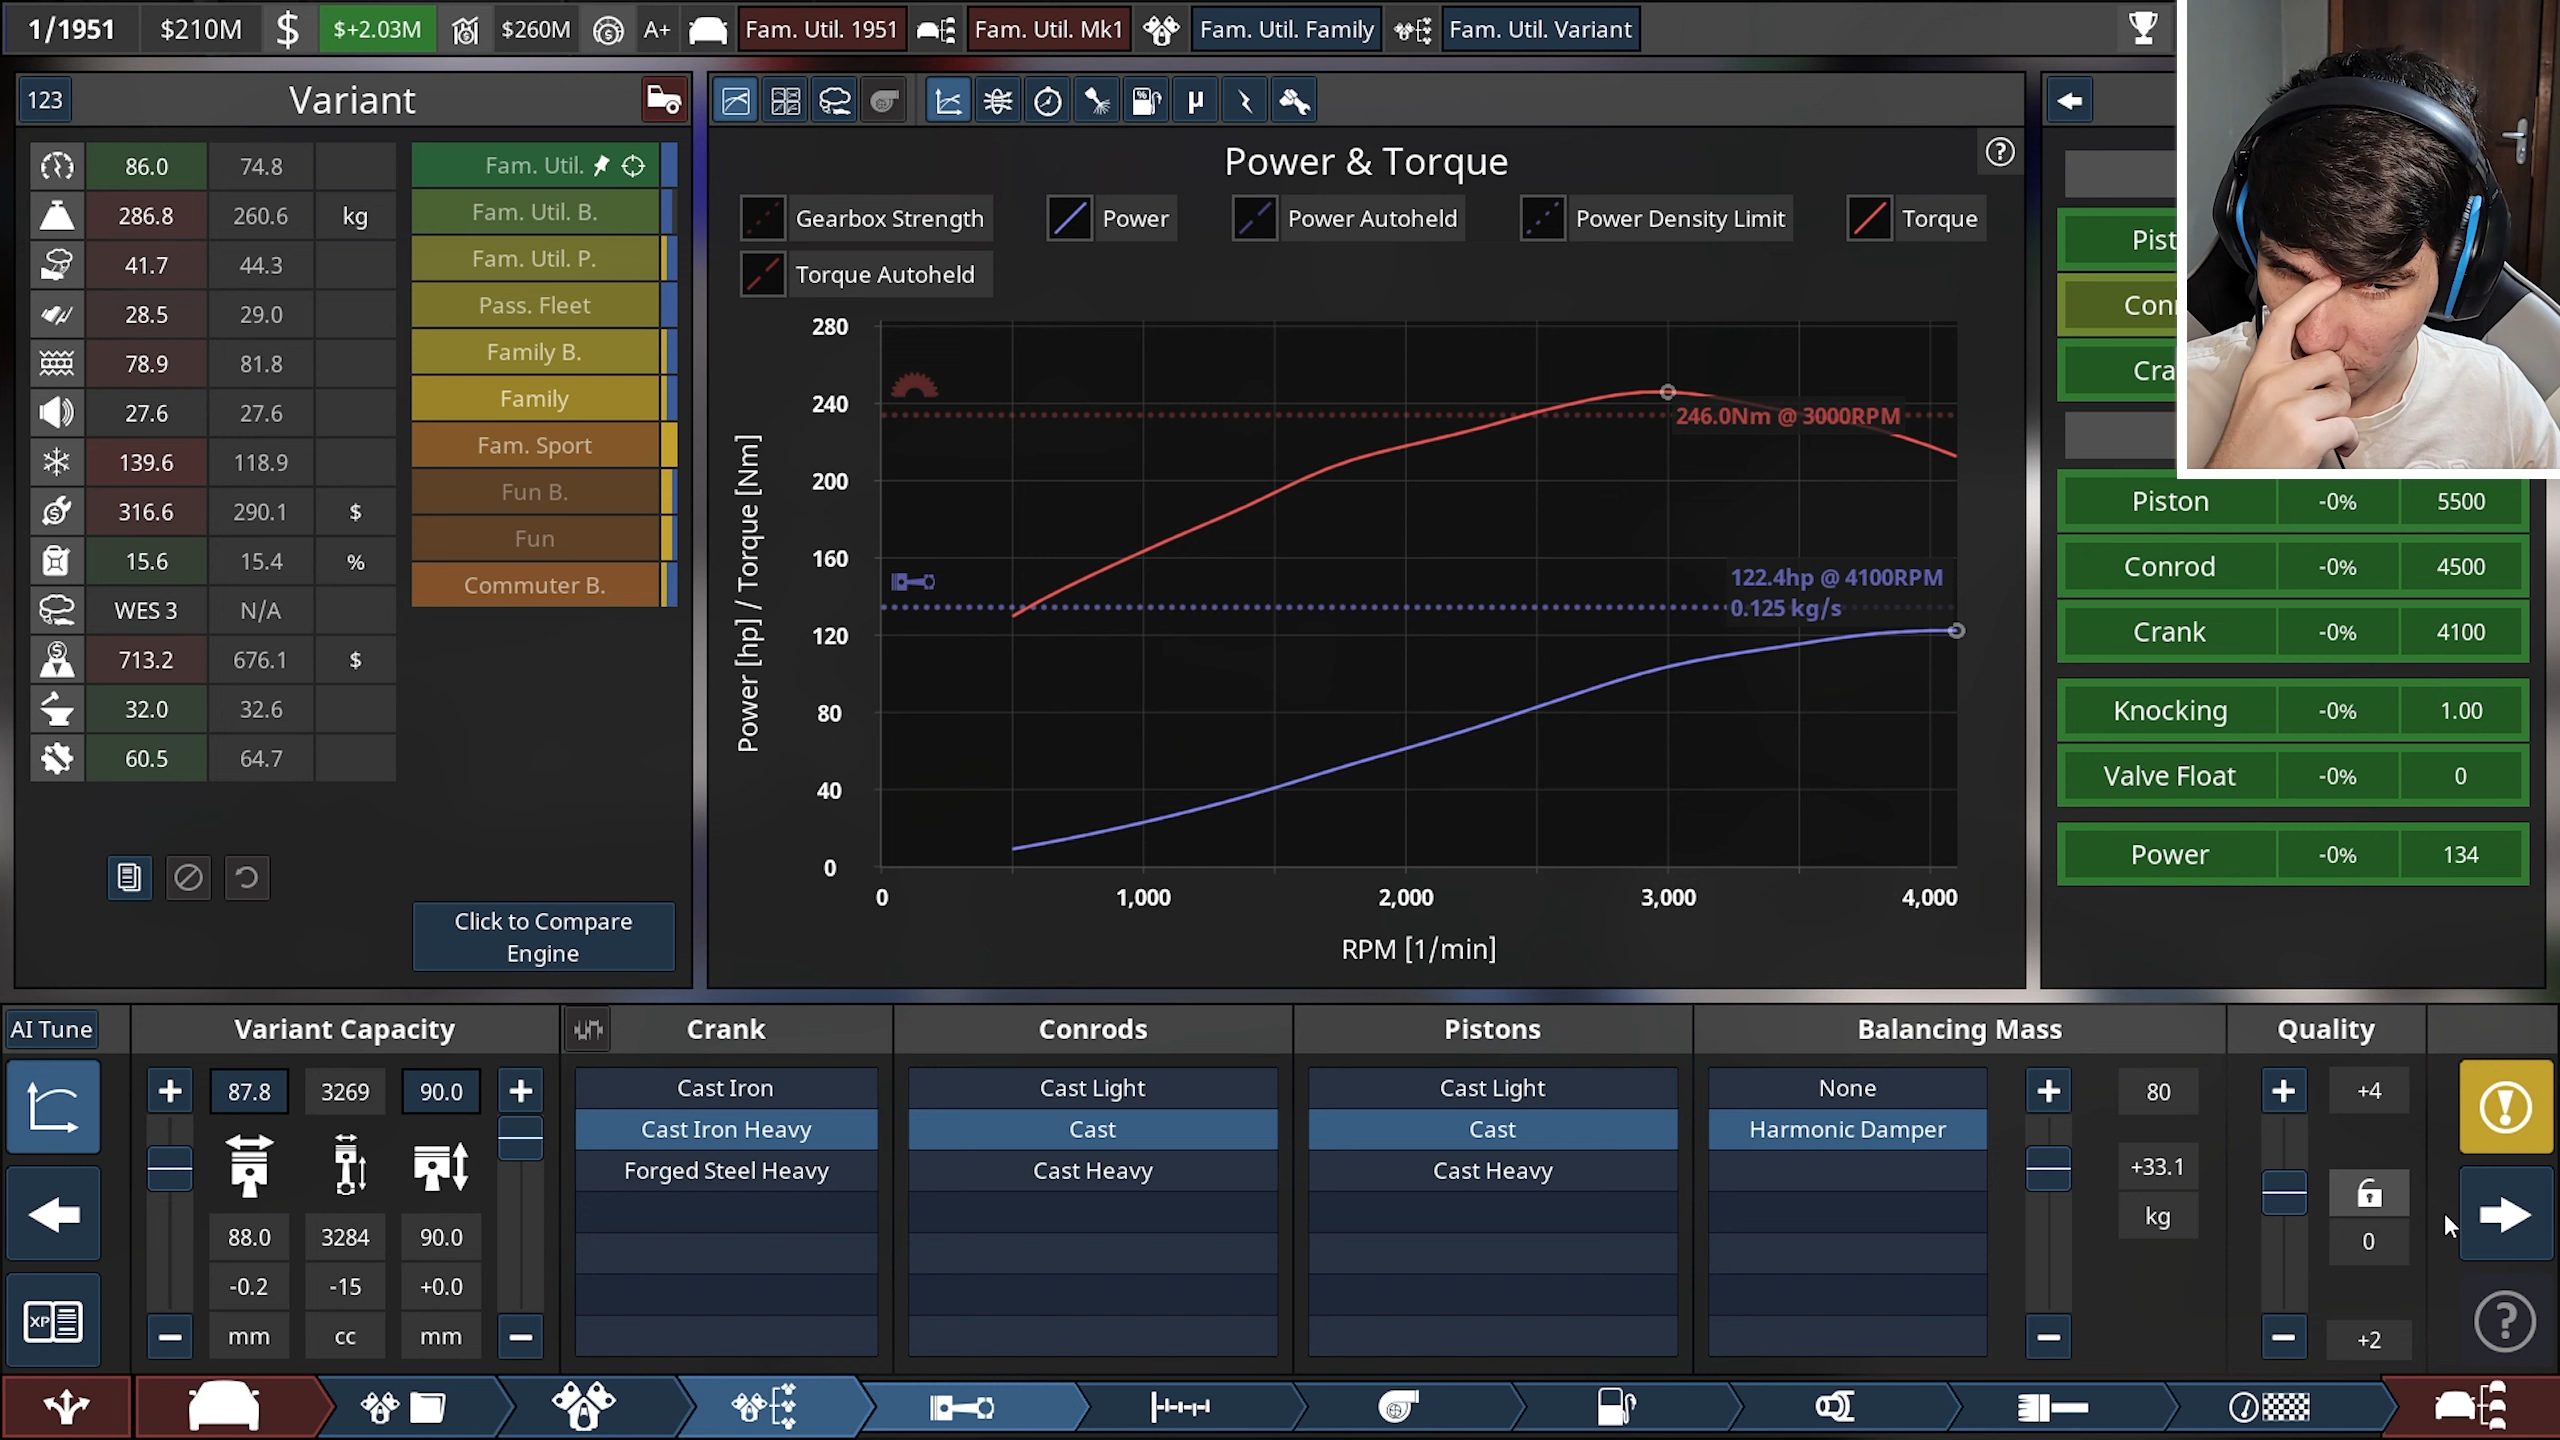 1/1951
$210M
$
$+2.03M
$260M
A+
Fam. Util. 1951
Fam. Util. Mk1
Fam. Util. Family
Fam. Util. Variant
123
Variant
86.0 74.8
286.8 260.6 kg
41.7 44.3
28.5 29.0
78.9 81.8
27.6 27.6
139.6 118.9
316.6 290.1 $
15.6 15.4 %
WES 3 N/A
713.2 676.1 $
32.0 32.6
60.5 64.7
Fam. Util.
Fam. Util. B.
Fam. Util. P.
Pass. Fleet
Family B.
Family
Fam. Sport
Fun B.
Fun
Commuter B.
Click to Compare
Engine
Power & Torque
Gearbox Strength
Power
Power Autoheld
Power Density Limit
Torque
Torque Autoheld
Power [hp] / Torque [Nm]
280
240
200
160
120
80
40
0
246.0Nm @ 3000RPM
122.4hp @ 4100RPM
0.125 kg/s
0 1,000 2,000 3,000 4,000
RPM [1/min]
Piston -0% 5500
Conrod -0% 4500
Crank -0% 4100
Knocking -0% 1.00
Valve Float -0% 0
Power -0% 134
AI Tune
Variant Capacity
87.8 3269 90.0
88.0 3284 90.0
-0.2 -15 +0.0
mm cc mm
Crank
Cast Iron
Cast Iron Heavy
Forged Steel Heavy
Conrods
Cast Light
Cast
Cast Heavy
Pistons
Cast Light
Cast
Cast Heavy
Balancing Mass
None
Harmonic Damper
80
+33.1
kg
Quality
+4
0
+2
XP